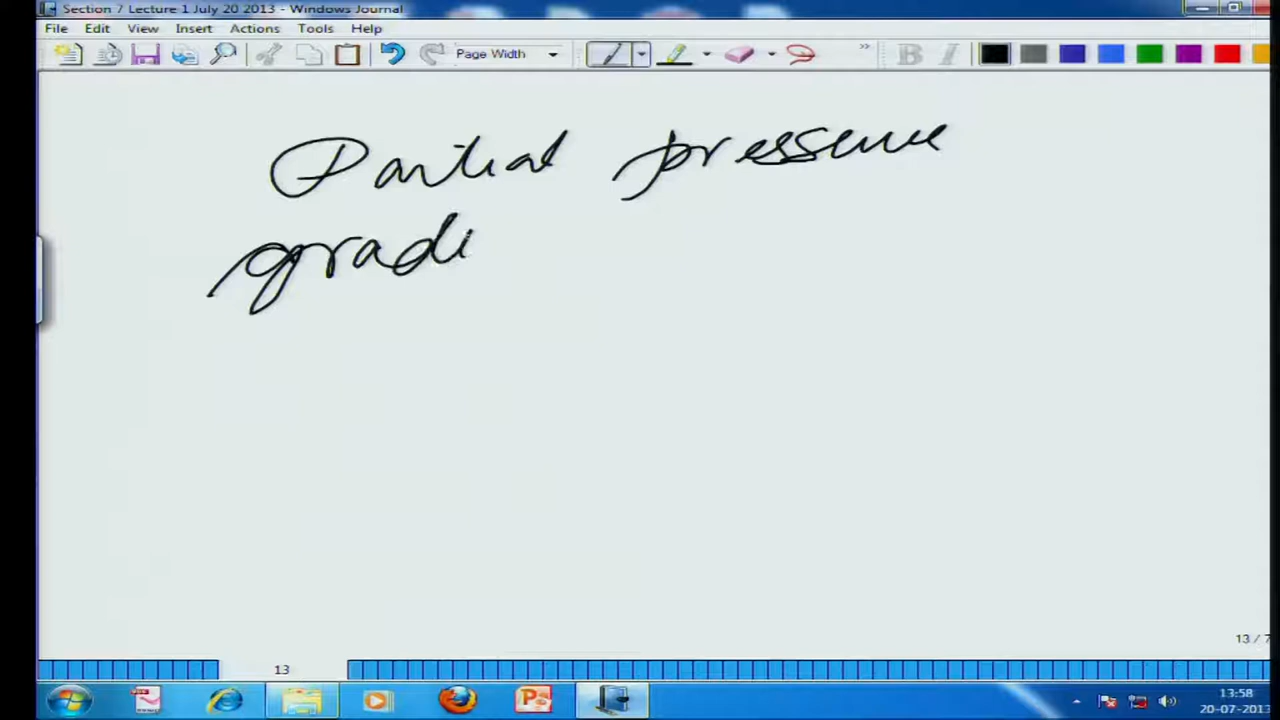 Section 7 Lecture 1 July 20 2013 - Windows Journal
File Edit View Insert Actions Tools Help
Page Width B I
Partial pressure
gradi
13 / 7
13
13:58
20-07-2013